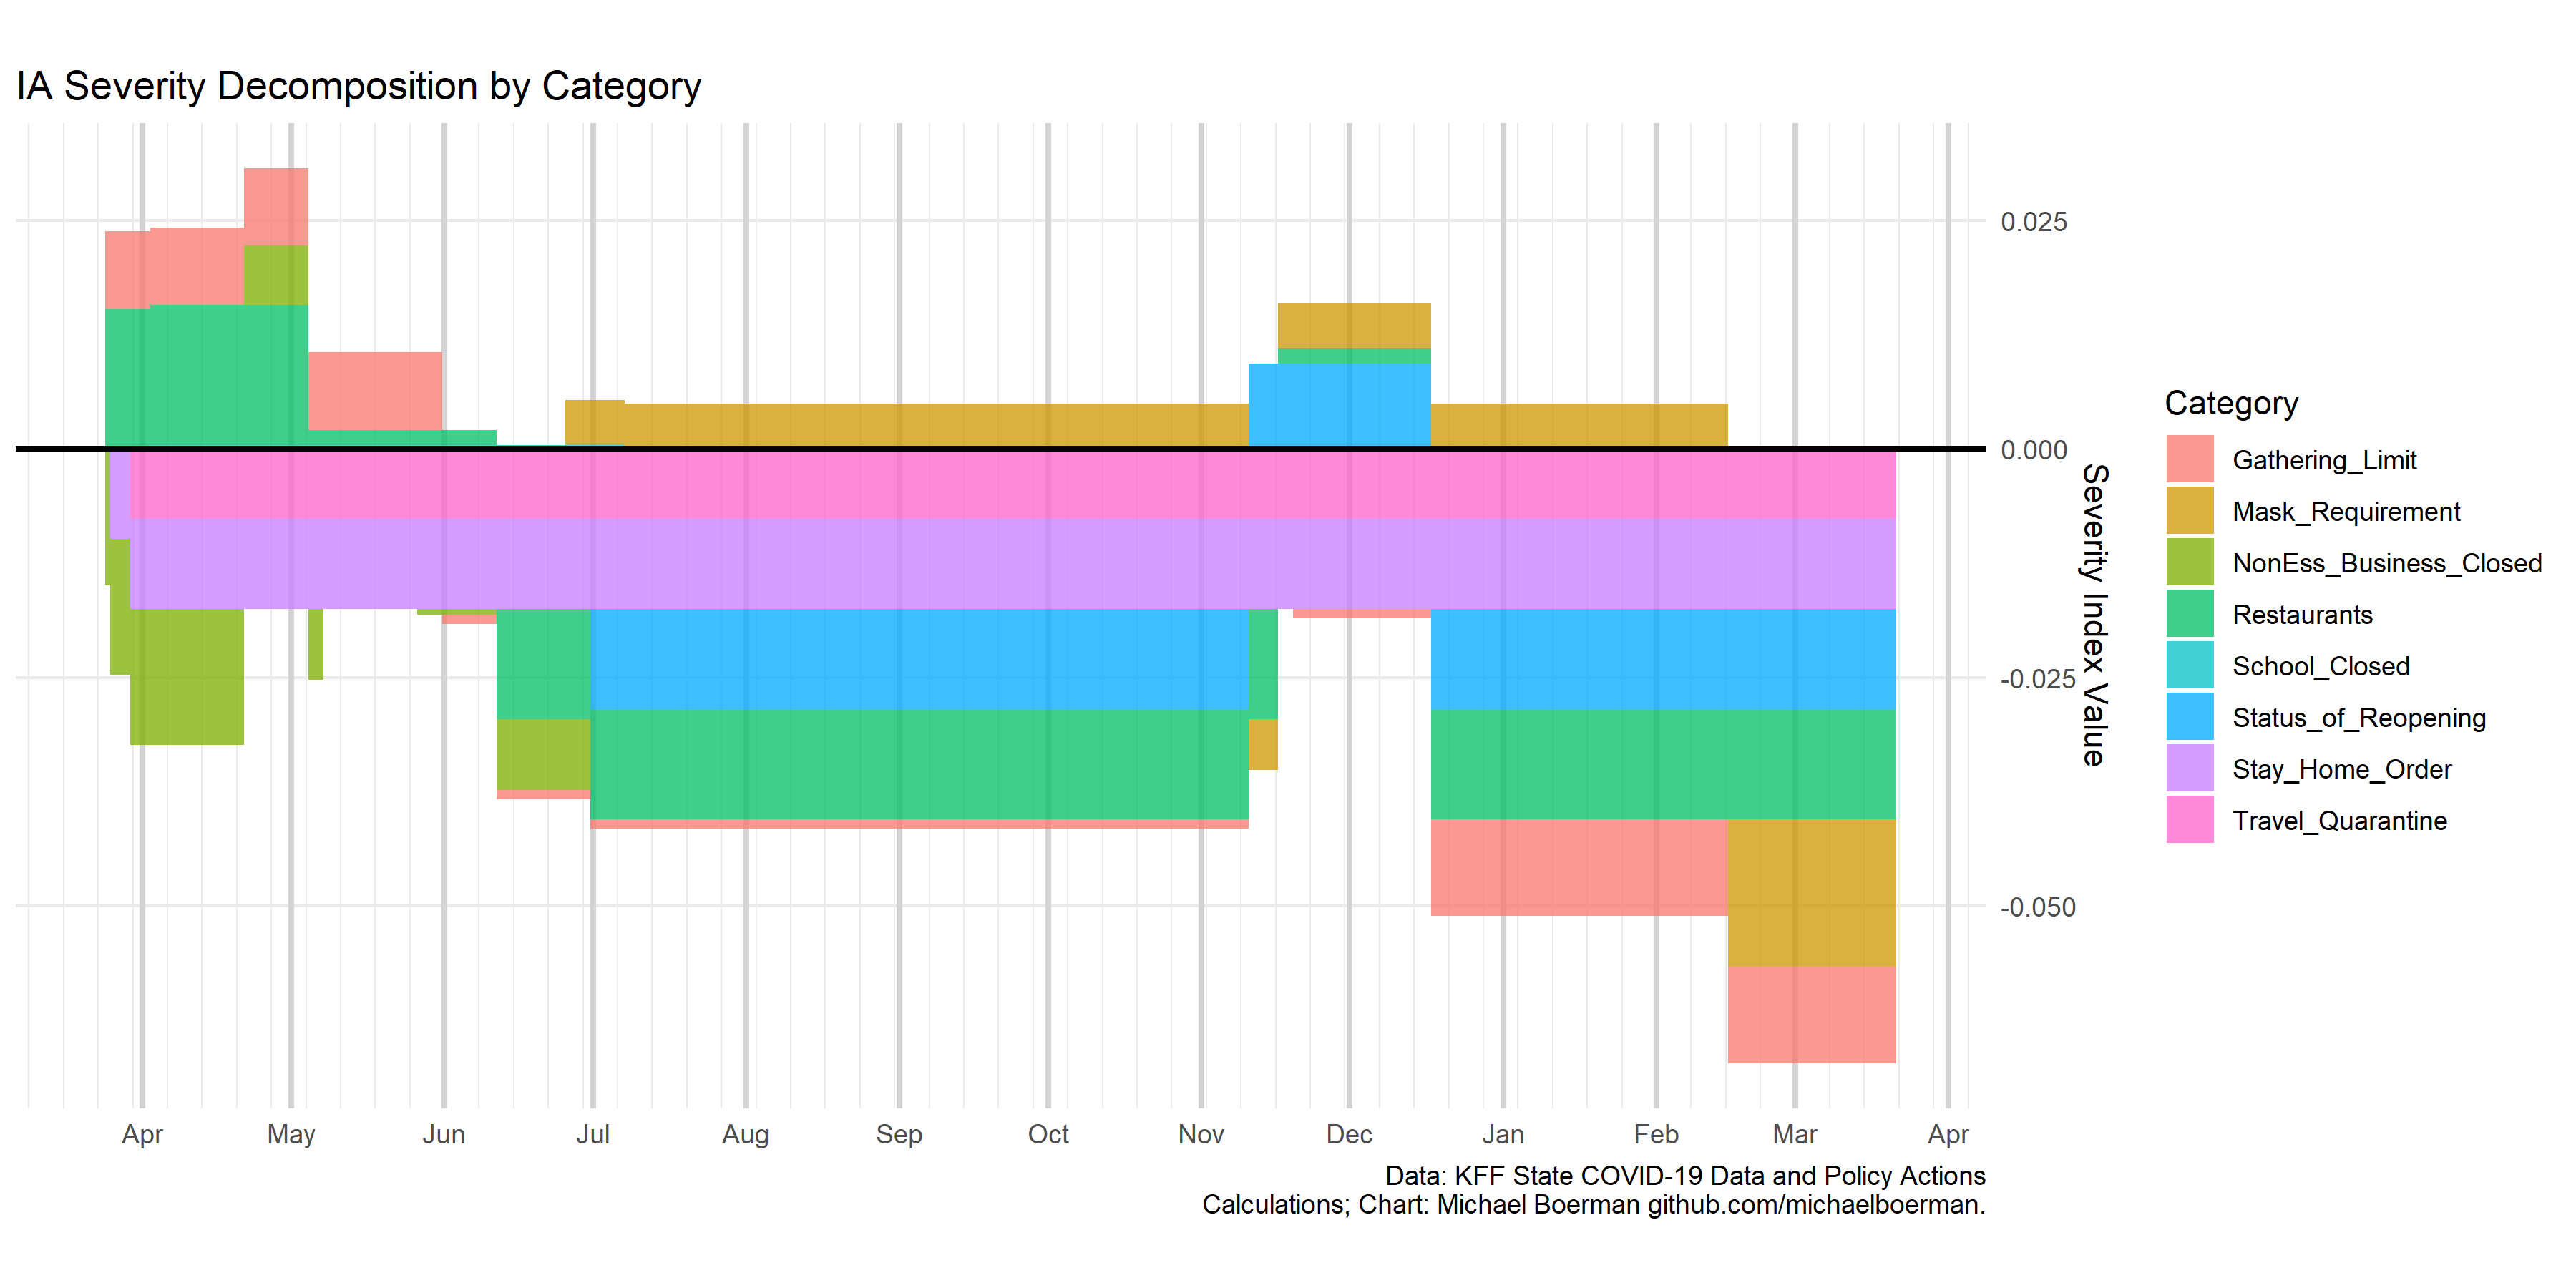 IA Severity Decomposition by Category
0.025
0.000
-0.025
-0.050
Severity Index Value
Apr May Jun Jul Aug Sep Oct Nov Dec Jan Feb Mar Apr
Data: KFF State COVID-19 Data and Policy Actions
Calculations; Chart: Michael Boerman github.com/michaelboerman.
Category
Gathering_Limit
Mask_Requirement
NonEss_Business_Closed
Restaurants
School_Closed
Status_of_Reopening
Stay_Home_Order
Travel_Quarantine